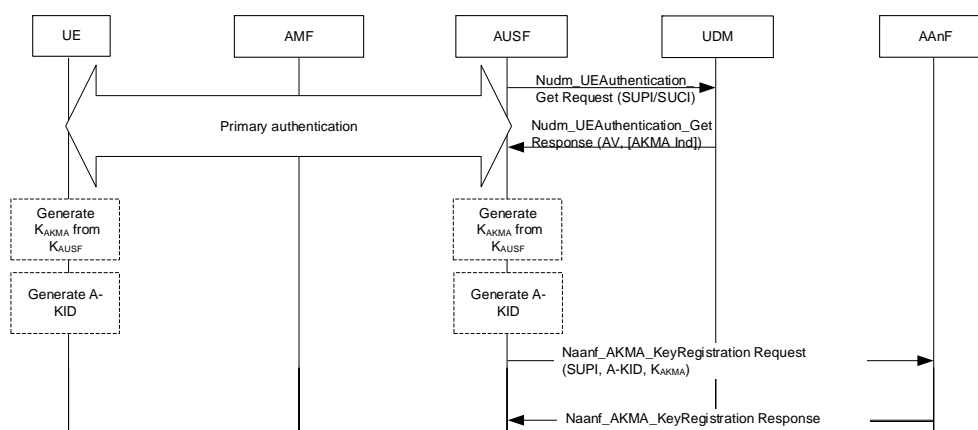 UE
AMF
AUSF
UDM
AAnF
Nudm_UEAuthentication_
Get Request (SUPI/SUCI)
Primary authentication
Nudm_UEAuthentication_Get
Response (AV, [AKMA Ind])
Generate
KAKMA from
KAUSF
Generate
KAKMA from
KAUSF
Generate A-
KID
Generate A-
KID
Naanf_AKMA_KeyRegistration Request
(SUPI, A-KID, KAKMA)
Naanf_AKMA_KeyRegistration Response